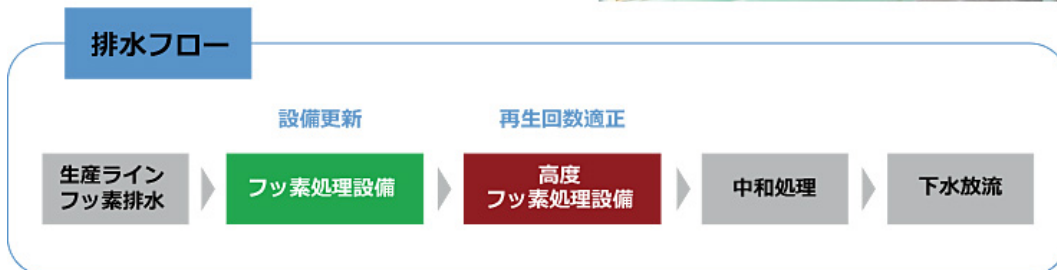 排水フロー
設備更新
再生回数適正
生産ライン
フッ素排水
フッ素処理設備
高度
フッ素処理設備
中和処理
下水放流